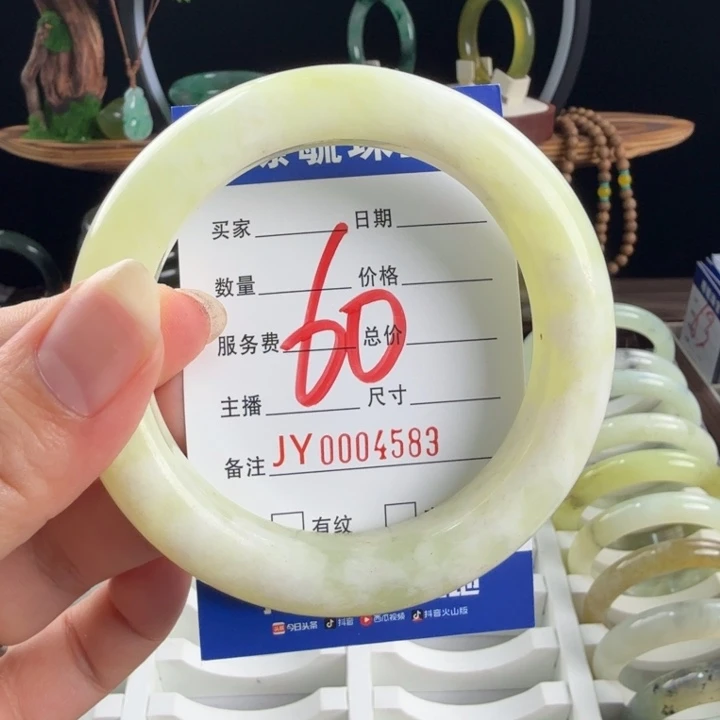 买家 日期
数量 价格
60
服务费 总价
主播 尺寸
备注 JY0004583
有纹
今日头条 抖音 西瓜视频 抖音火山版